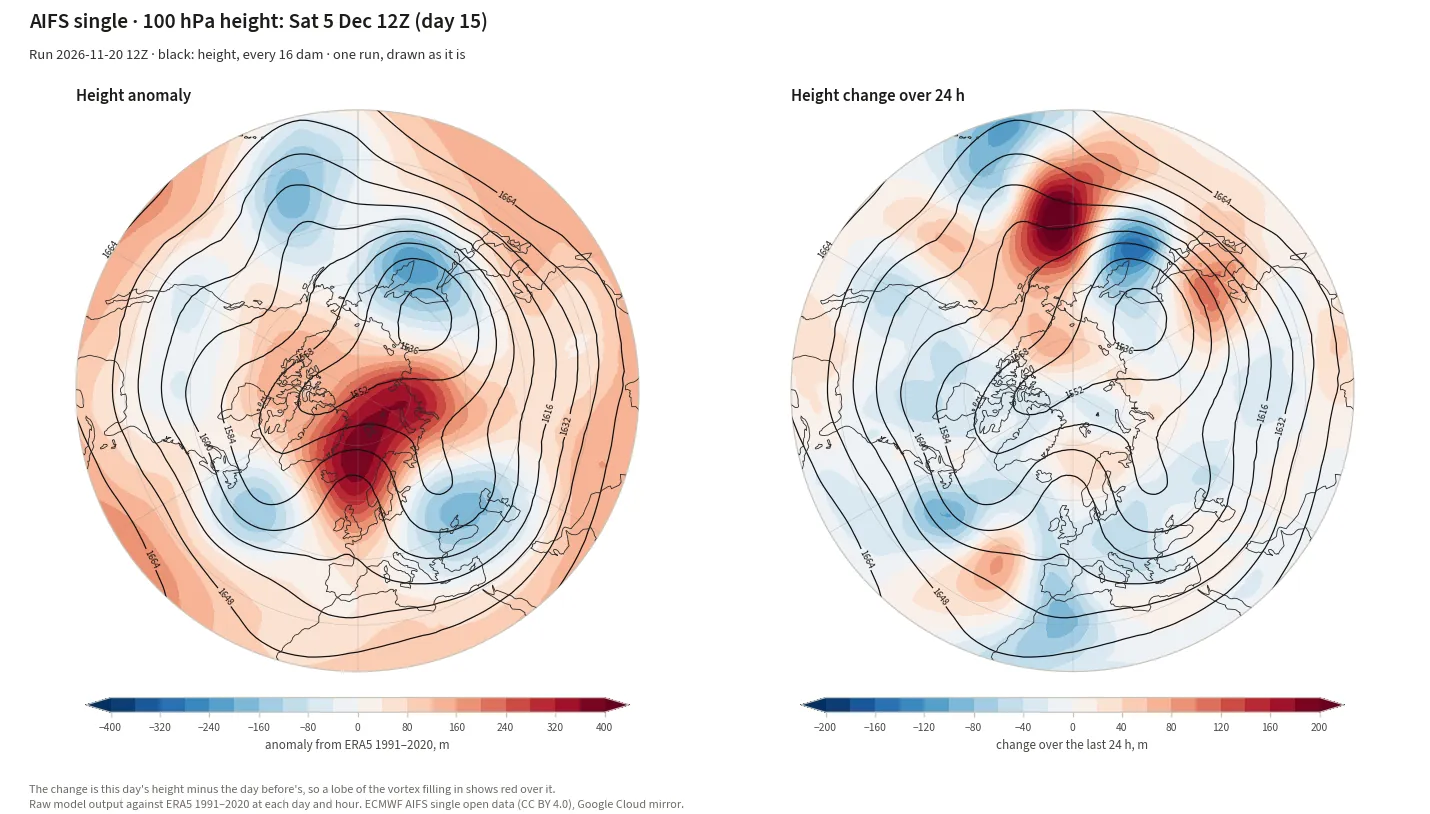 AIFS single · 100 hPa height: Sat 5 Dec 12Z (day 15)
Run 2026-11-20 12Z · black: height, every 16 dam · one run, drawn as it is
Height anomaly
1664
1664
1536
1552
1616
1632
1584
1664
1648
−400 −320 −240 −160 −80 0 80 160 240 320 400
anomaly from ERA5 1991–2020, m
Height change over 24 h
1664
1664
1536
1552
1616
1632
1584
1664
1648
−200 −160 −120 −80 −40 0 40 80 120 160 200
change over the last 24 h, m
The change is this day's height minus the day before's, so a lobe of the vortex filling in shows red over it.
Raw model output against ERA5 1991–2020 at each day and hour. ECMWF AIFS single open data (CC BY 4.0), Google Cloud mirror.